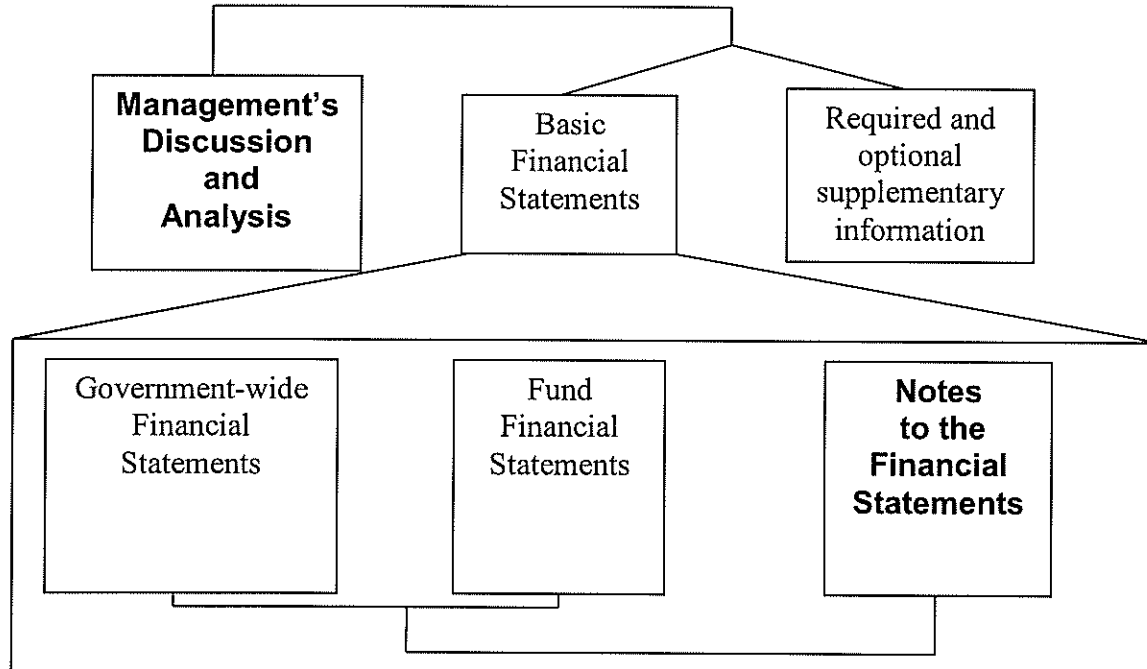 Management's
Discussion
and
Analysis
Basic
Financial
Statements
Required and
optional
supplementary
information
Government-wide
Financial
Statements
Fund
Financial
Statements
Notes
to the
Financial
Statements